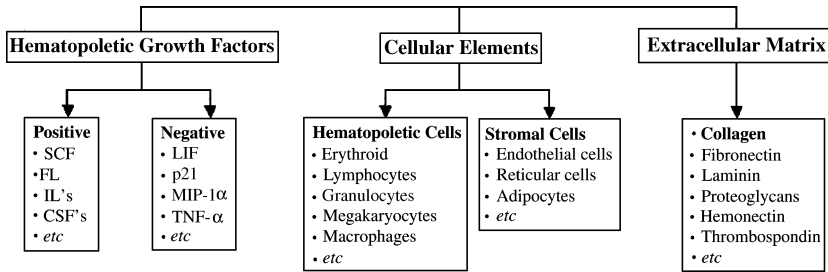 Hematopoletic Growth Factors
Cellular Elements
Extracellular Matrix
Positive
• SCF
•FL
• IL's
• CSF's
• etc
Negative
• LIF
• p21
• MIP-1α
• TNF-α
• etc
Hematopoletic Cells
• Erythroid
• Lymphocytes
• Granulocytes
• Megakaryocytes
• Macrophages
• etc
Stromal Cells
• Endothelial cells
• Reticular cells
• Adipocytes
• etc
• Collagen
• Fibronectin
• Laminin
• Proteoglycans
• Hemonectin
• Thrombospondin
• etc